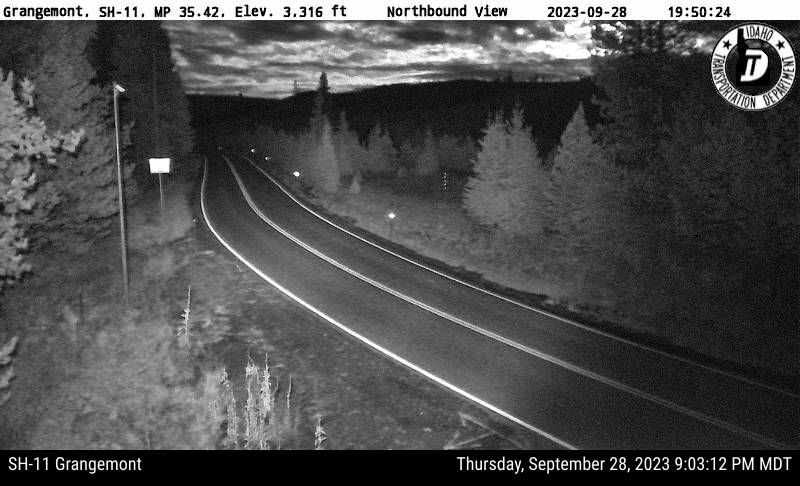 Grangemont, SH-11, MP 35.42, Elev. 3,316 ft Northbound View 2023-09-28 19:50:24
IDAHO
TRANSPORTATION DEPARTMENT
SH-11 Grangemont Thursday, September 28, 2023 9:03:12 PM MDT